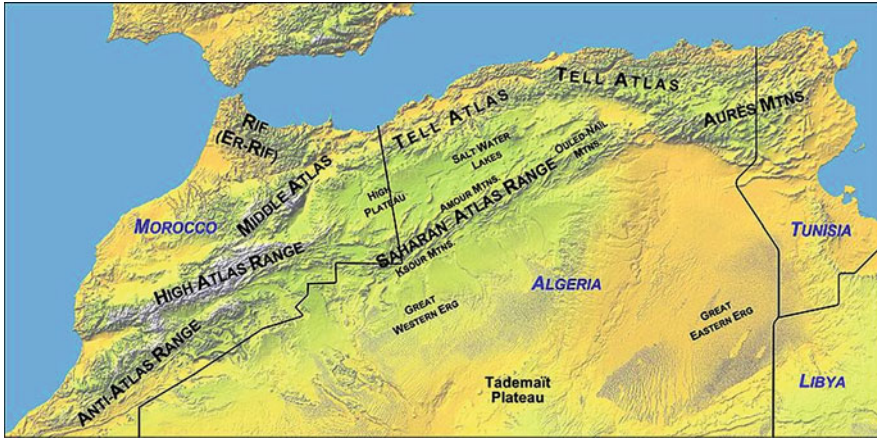 RIF
(ER-RIF)
TELL ATLAS
TELL ATLAS
AURÈS MTNS.
SALT WATER
LAKES
OULED-NAIL
MTNS.
MIDDLE ATLAS
HIGH
PLATEAU
AMOUR MTNS.
SAHARAN ATLAS RANGE
KSOUR MTNS.
MOROCCO
TUNISIA
HIGH ATLAS RANGE
ALGERIA
GREAT
WESTERN ERG
GREAT
EASTERN ERG
ANTI-ATLAS RANGE
Tademaït
Plateau
LIBYA